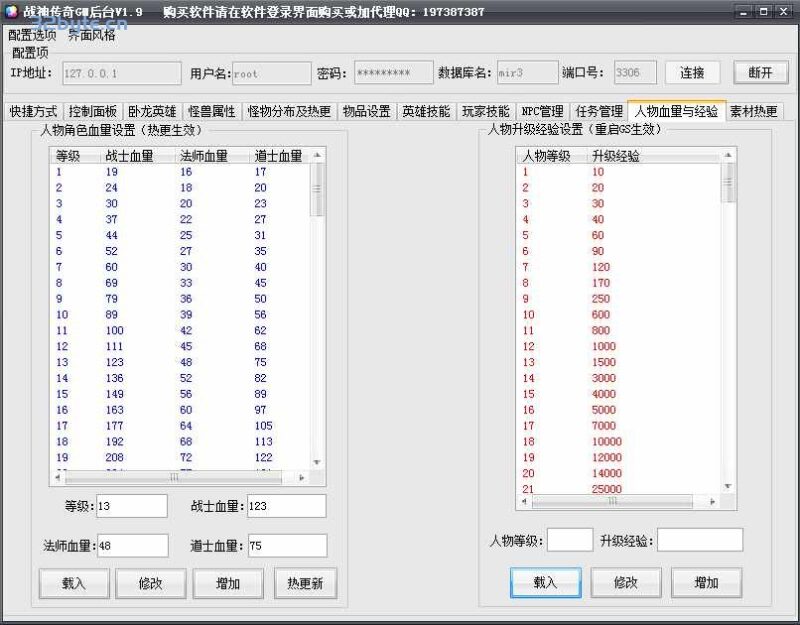 战神传奇GM后台V1.9 购买软件请在软件登录界面购买或加代理QQ：197387387
32byte.cn
配置选项 界面风格
配置项
IP地址: 127.0.0.1 用户名: root 密码: ********* 数据库名: mir3 端口号: 3306 连接 断开
快捷方式 控制面板 卧龙英雄 怪兽属性 怪物分布及热更 物品设置 英雄技能 玩家技能 NPC管理 任务管理 人物血量与经验 素材热更
人物角色血量设置（热更生效）
等级 战士血量 法师血量 道士血量
1 19 16 17
2 24 18 20
3 30 20 23
4 37 22 27
5 44 25 31
6 52 27 35
7 60 30 40
8 69 33 45
9 79 36 50
10 89 39 56
11 100 42 62
12 111 45 68
13 123 48 75
14 136 52 82
15 149 56 89
16 163 60 97
17 177 64 105
18 192 68 113
19 208 72 122
等级: 13 战士血量: 123
法师血量: 48 道士血量: 75
载入 修改 增加 热更新
人物升级经验设置（重启GS生效）
人物等级 升级经验
1 10
2 20
3 30
4 40
5 60
6 90
7 120
8 170
9 250
10 600
11 800
12 1000
13 1500
14 3000
15 4000
16 5000
17 7000
18 10000
19 12000
20 14000
21 25000
人物等级: 升级经验:
载入 修改 增加